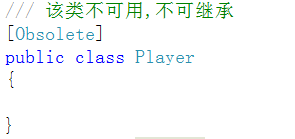 /// 该类不可用,不可继承
[Obsolete]
public class Player
{
}